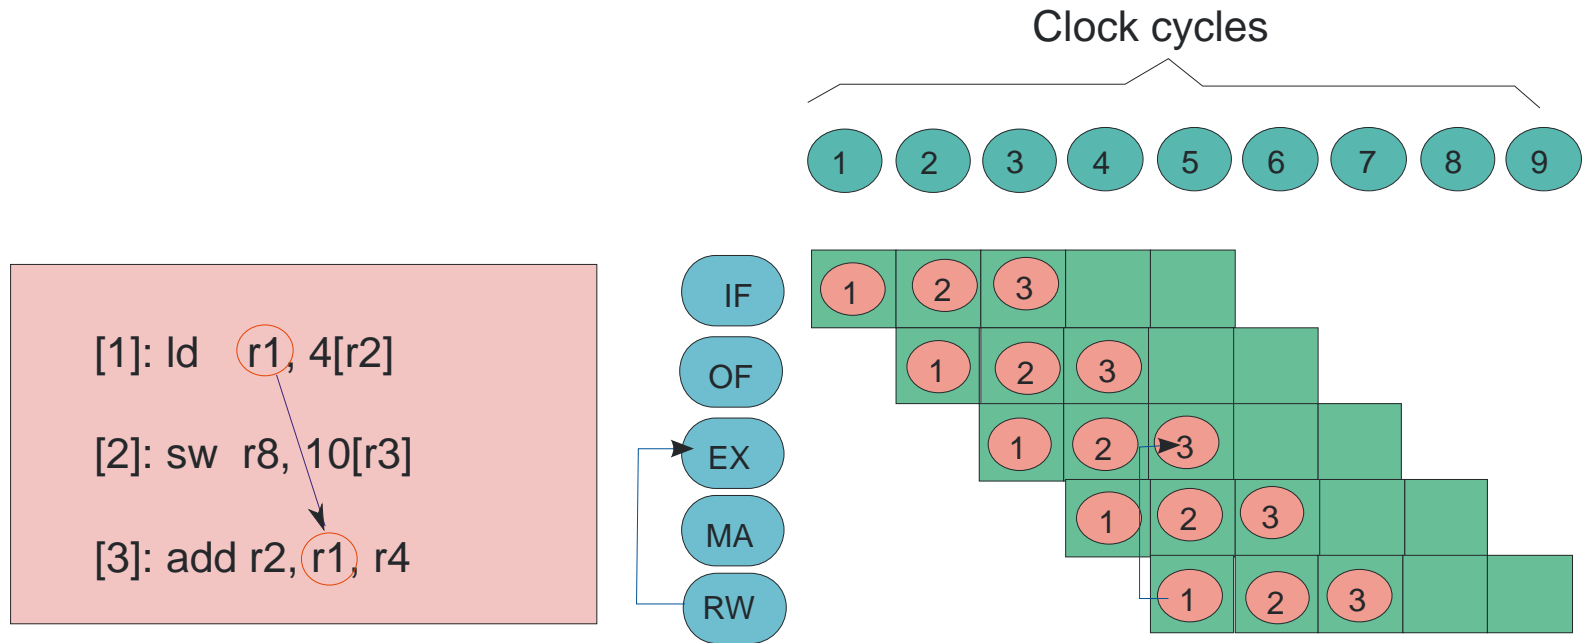 Clock cycles
1 2 3 4 5 6 7 8 9
[1]: ld r1, 4[r2]
[2]: sw r8, 10[r3]
[3]: add r2, r1, r4
IF 1 2 3
OF 1 2 3
EX 1 2 3
MA 1 2 3
RW 1 2 3